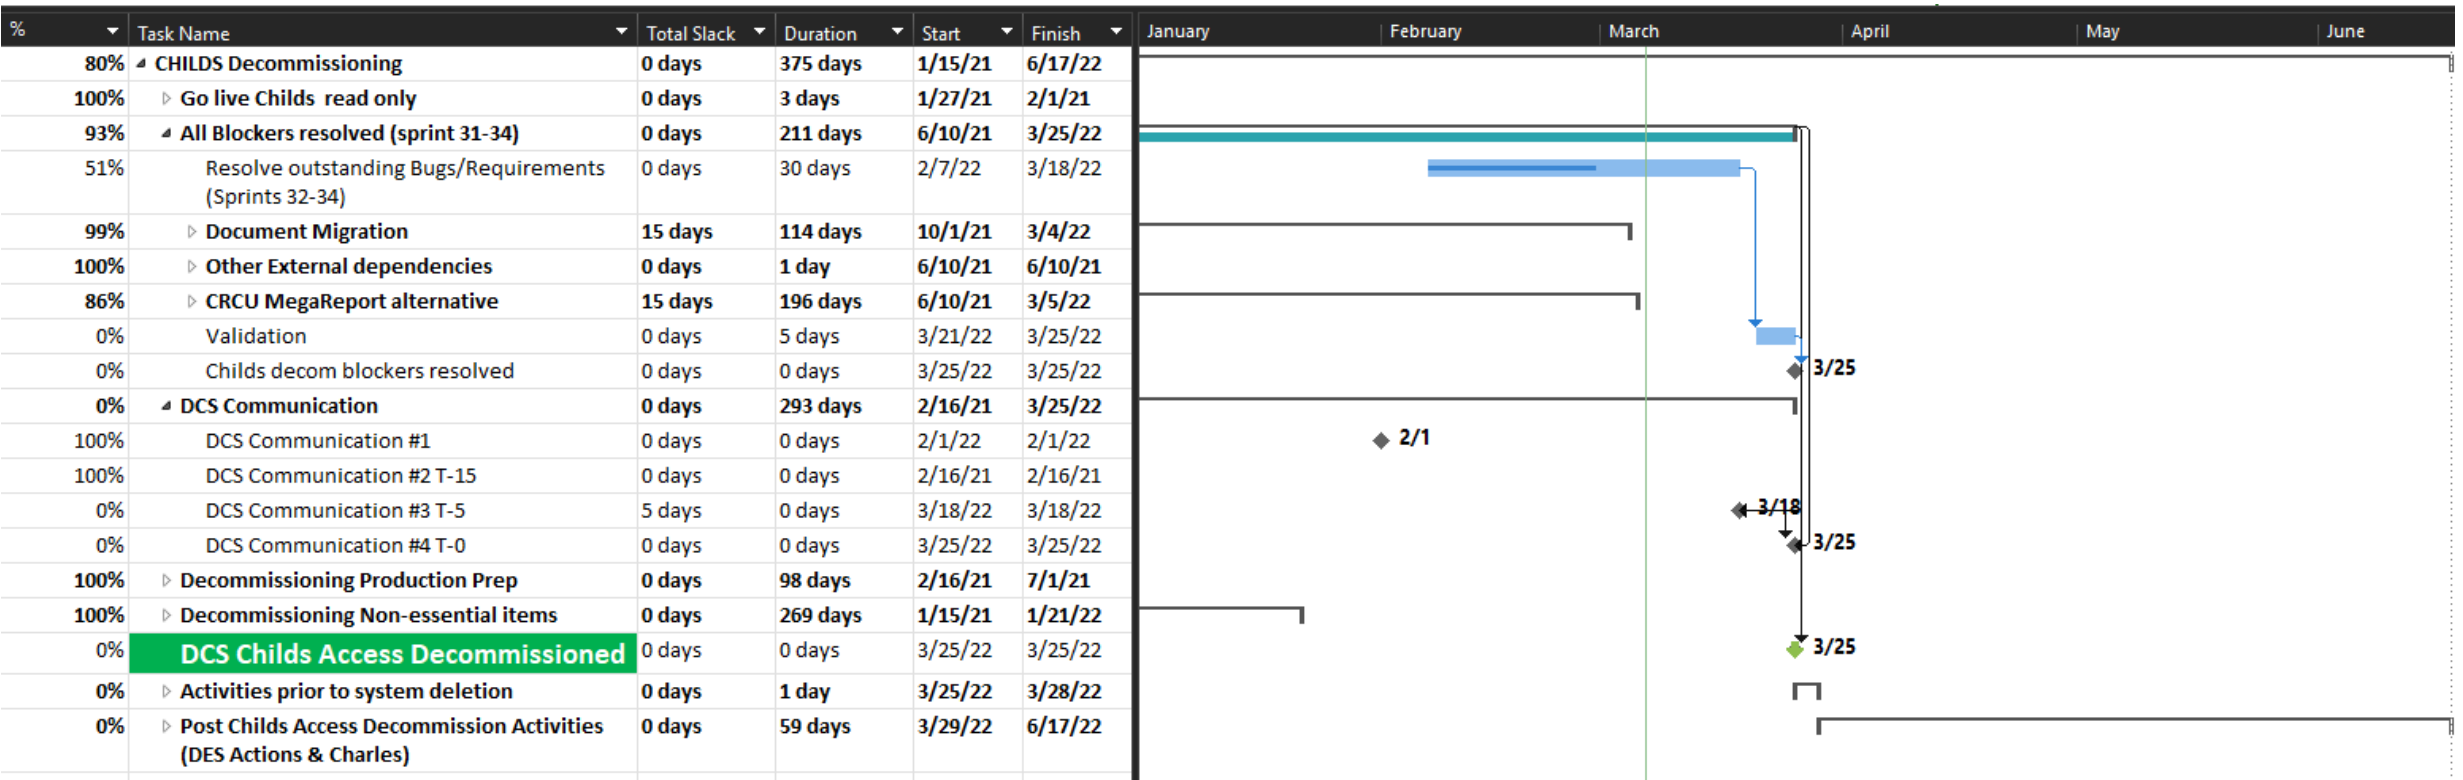 % Task Name Total Slack Duration Start Finish January February March April May June
80% CHILDS Decommissioning 0 days 375 days 1/15/21 6/17/22
100% Go live Childs read only 0 days 3 days 1/27/21 2/1/21
93% All Blockers resolved (sprint 31-34) 0 days 211 days 6/10/21 3/25/22
51% Resolve outstanding Bugs/Requirements 0 days 30 days 2/7/22 3/18/22
(Sprints 32-34)
99% Document Migration 15 days 114 days 10/1/21 3/4/22
100% Other External dependencies 0 days 1 day 6/10/21 6/10/21
86% CRCU MegaReport alternative 15 days 196 days 6/10/21 3/5/22
0% Validation 0 days 5 days 3/21/22 3/25/22
0% Childs decom blockers resolved 0 days 0 days 3/25/22 3/25/22 3/25
0% DCS Communication 0 days 293 days 2/16/21 3/25/22
100% DCS Communication #1 0 days 0 days 2/1/22 2/1/22 2/1
100% DCS Communication #2 T-15 0 days 0 days 2/16/21 2/16/21
0% DCS Communication #3 T-5 5 days 0 days 3/18/22 3/18/22 3/18
0% DCS Communication #4 T-0 0 days 0 days 3/25/22 3/25/22 3/25
100% Decommissioning Production Prep 0 days 98 days 2/16/21 7/1/21
100% Decommissioning Non-essential items 0 days 269 days 1/15/21 1/21/22
0% DCS Childs Access Decommissioned 0 days 0 days 3/25/22 3/25/22 3/25
0% Activities prior to system deletion 0 days 1 day 3/25/22 3/28/22
0% Post Childs Access Decommission Activities 0 days 59 days 3/29/22 6/17/22
(DES Actions & Charles)